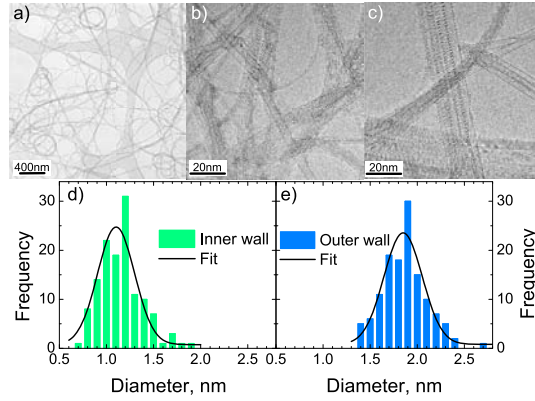 a)
b)
c)
400nm
20nm
20nm
d)
e)
30
20
10
0
Frequency
Inner wall
Fit
Outer wall
Fit
30
20
10
0
Frequency
0.5
1.0
1.5
2.0
0.5
1.0
1.5
2.0
2.5
Diameter, nm
Diameter, nm